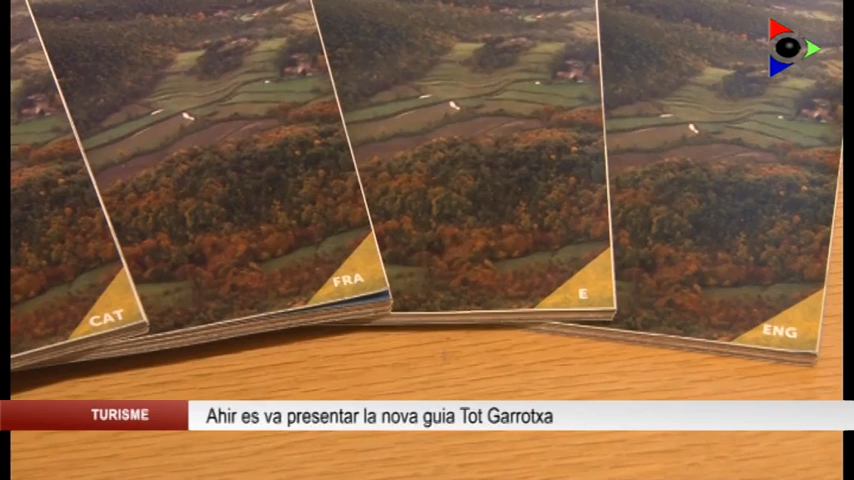 CAT
FRA
E
ENG
TURISME
Ahir es va presentar la nova guia Tot Garrotxa